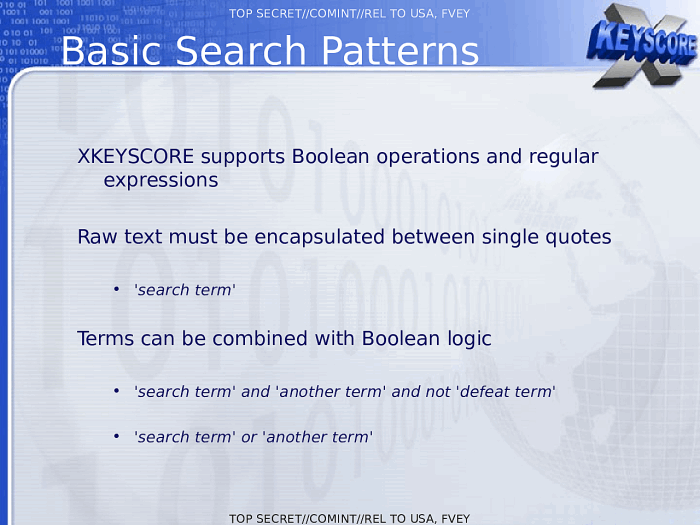 TOP SECRET//COMINT//REL TO USA, FVEY
Basic Search Patterns
XKEYSCORE
XKEYSCORE supports Boolean operations and regular
expressions
Raw text must be encapsulated between single quotes
• 'search term'
Terms can be combined with Boolean logic
• 'search term' and 'another term' and not 'defeat term'
• 'search term' or 'another term'
TOP SECRET//COMINT//REL TO USA, FVEY